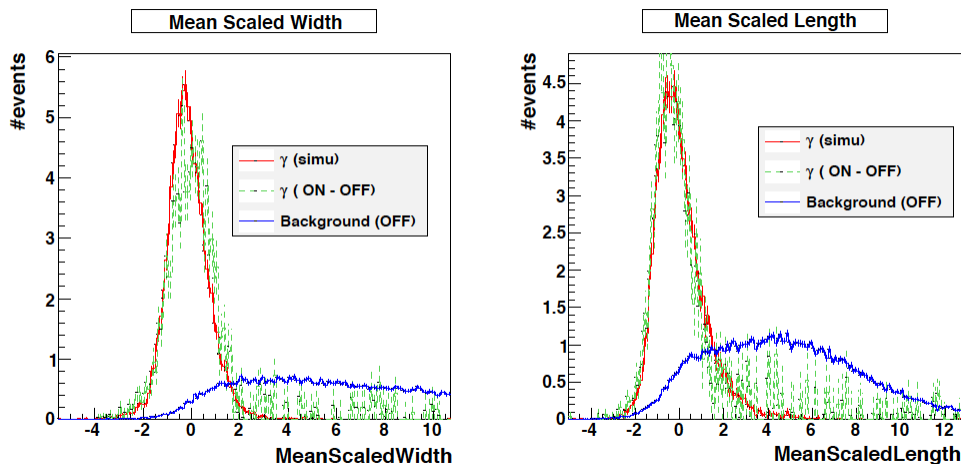 Mean Scaled Width
#events
6
5
4
3
2
1
0
γ (simu)
γ ( ON - OFF)
Background (OFF)
-4 -2 0 2 4 6 8 10
MeanScaledWidth
Mean Scaled Length
#events
4.5
4
3.5
3
2.5
2
1.5
1
0.5
0
γ (simu)
γ ( ON - OFF)
Background (OFF)
-4 -2 0 2 4 6 8 10 12
MeanScaledLength